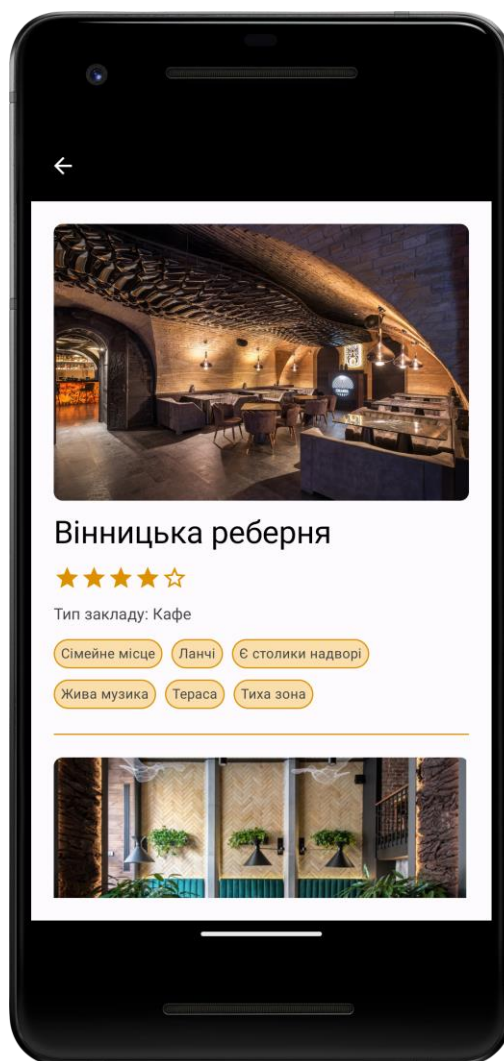 Вінницька реберня
Тип закладу: Кафе
Сімейне місце Ланчі Є столики надворі
Жива музика Тераса Тиха зона